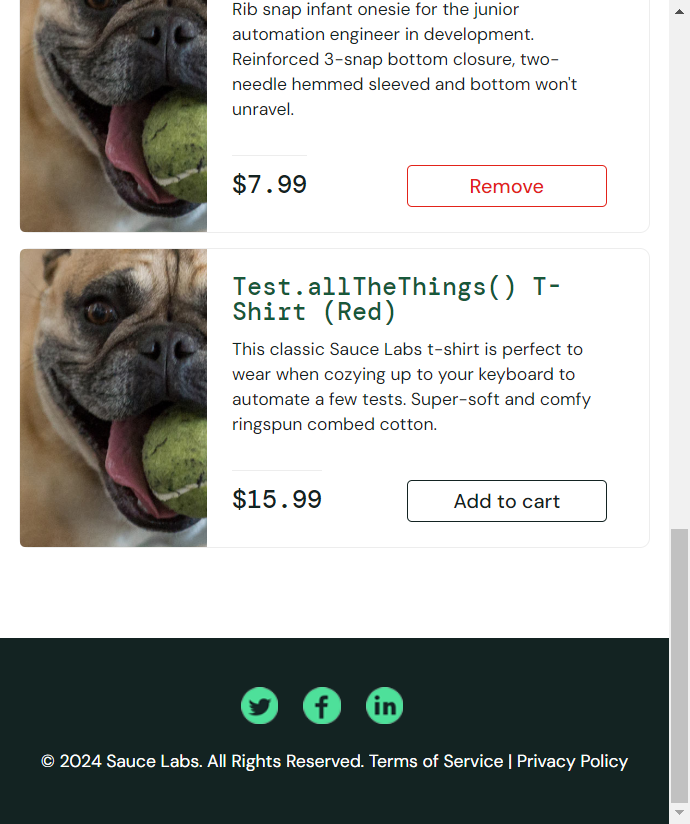 Rib snap infant onesie for the junior
automation engineer in development.
Reinforced 3-snap bottom closure, two-
needle hemmed sleeved and bottom won't
unravel.
$7.99
Remove
Test.allTheThings() T-
Shirt (Red)
This classic Sauce Labs t-shirt is perfect to
wear when cozying up to your keyboard to
automate a few tests. Super-soft and comfy
ringspun combed cotton.
$15.99
Add to cart
© 2024 Sauce Labs. All Rights Reserved. Terms of Service | Privacy Policy